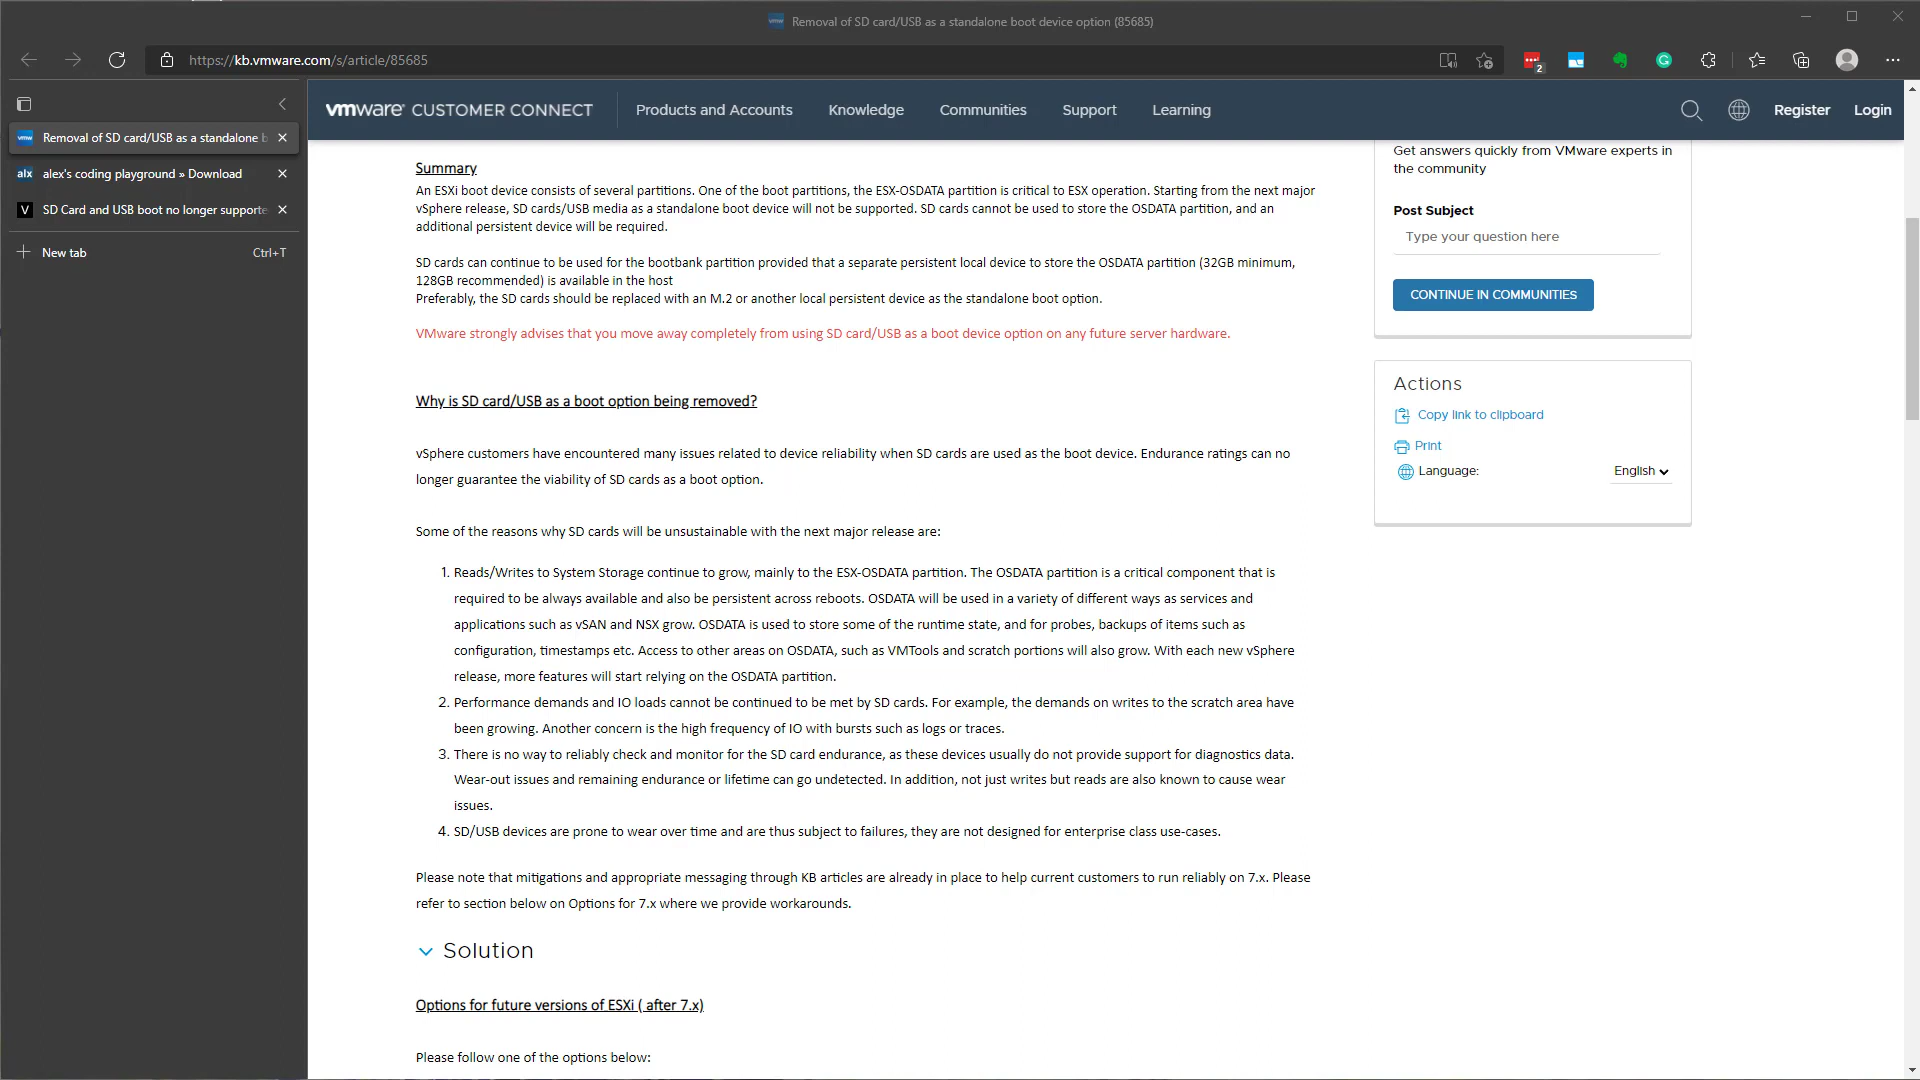 Removal of SD card/USB as a standalone boot device option (85685)
https://kb.vmware.com/s/article/85685
2
Removal of SD card/USB as a standalone b
alex's coding playground » Download
SD Card and USB boot no longer supporte
New tab Ctrl+T
vmware CUSTOMER CONNECT Products and Accounts Knowledge Communities Support Learning Register Login
Summary
An ESXi boot device consists of several partitions. One of the boot partitions, the ESX-OSDATA partition is critical to ESX operation. Starting from the next major
vSphere release, SD cards/USB media as a standalone boot device will not be supported. SD cards cannot be used to store the OSDATA partition, and an
additional persistent device will be required.
SD cards can continue to be used for the bootbank partition provided that a separate persistent local device to store the OSDATA partition (32GB minimum,
128GB recommended) is available in the host
Preferably, the SD cards should be replaced with an M.2 or another local persistent device as the standalone boot option.
VMware strongly advises that you move away completely from using SD card/USB as a boot device option on any future server hardware.
Why is SD card/USB as a boot option being removed?
vSphere customers have encountered many issues related to device reliability when SD cards are used as the boot device. Endurance ratings can no
longer guarantee the viability of SD cards as a boot option.
Some of the reasons why SD cards will be unsustainable with the next major release are:
1. Reads/Writes to System Storage continue to grow, mainly to the ESX-OSDATA partition. The OSDATA partition is a critical component that is
required to be always available and also be persistent across reboots. OSDATA will be used in a variety of different ways as services and
applications such as vSAN and NSX grow. OSDATA is used to store some of the runtime state, and for probes, backups of items such as
configuration, timestamps etc. Access to other areas on OSDATA, such as VMTools and scratch portions will also grow. With each new vSphere
release, more features will start relying on the OSDATA partition.
2. Performance demands and IO loads cannot be continued to be met by SD cards. For example, the demands on writes to the scratch area have
been growing. Another concern is the high frequency of IO with bursts such as logs or traces.
3. There is no way to reliably check and monitor for the SD card endurance, as these devices usually do not provide support for diagnostics data.
Wear-out issues and remaining endurance or lifetime can go undetected. In addition, not just writes but reads are also known to cause wear
issues.
4. SD/USB devices are prone to wear over time and are thus subject to failures, they are not designed for enterprise class use-cases.
Please note that mitigations and appropriate messaging through KB articles are already in place to help current customers to run reliably on 7.x. Please
refer to section below on Options for 7.x where we provide workarounds.
Solution
Options for future versions of ESXi ( after 7.x)
Please follow one of the options below:
Get answers quickly from VMware experts in
the community
Post Subject
Type your question here
CONTINUE IN COMMUNITIES
Actions
Copy link to clipboard
Print
Language: English